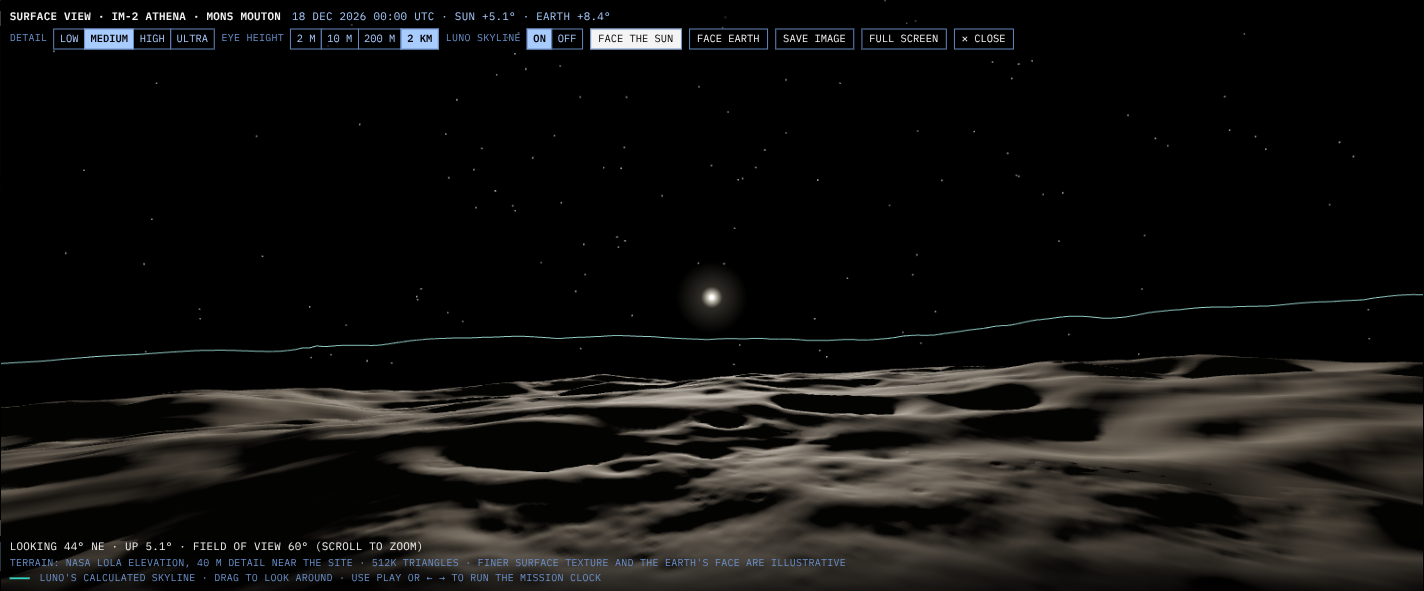 SURFACE VIEW · IM-2 ATHENA · MONS MOUTON 18 DEC 2026 00:00 UTC · SUN +5.1° · EARTH +8.4°
DETAIL LOW MEDIUM HIGH ULTRA EYE HEIGHT 2 M 10 M 200 M 2 KM LUNO SKYLINE ON OFF FACE THE SUN FACE EARTH SAVE IMAGE FULL SCREEN × CLOSE
LOOKING 44° NE · UP 5.1° · FIELD OF VIEW 60° (SCROLL TO ZOOM)
TERRAIN: NASA LOLA ELEVATION, 40 M DETAIL NEAR THE SITE · 512K TRIANGLES · FINER SURFACE TEXTURE AND THE EARTH'S FACE ARE ILLUSTRATIVE
LUNO'S CALCULATED SKYLINE · DRAG TO LOOK AROUND · USE PLAY OR ← → TO RUN THE MISSION CLOCK